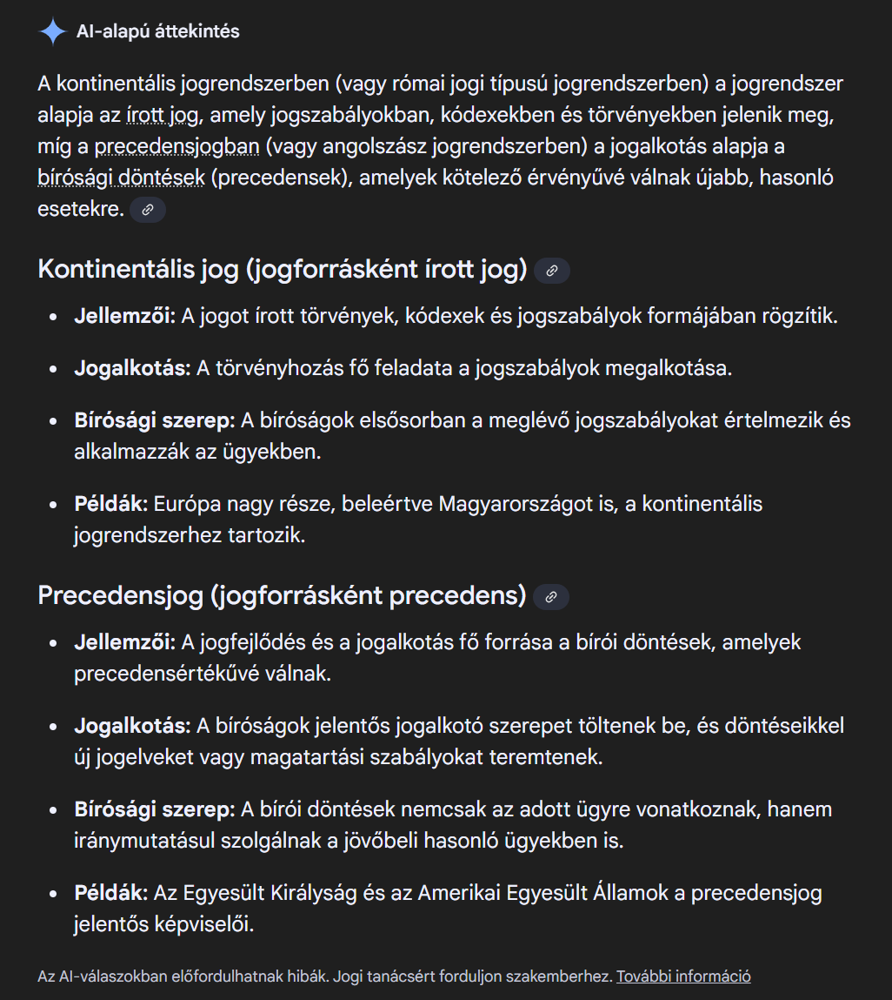 AI-alapú áttekintés
A kontinentális jogrendszerben (vagy római jogi típusú jogrendszerben) a jogrendszer
alapja az írott jog, amely jogszabályokban, kódexekben és törvényekben jelenik meg,
míg a precedensjogban (vagy angolszász jogrendszerben) a jogalkotás alapja a
bírósági döntések (precedensek), amelyek kötelező érvényűvé válnak újabb, hasonló
esetekre.
Kontinentális jog (jogforrásként írott jog)
• Jellemzői: A jogot írott törvények, kódexek és jogszabályok formájában rögzítik.
• Jogalkotás: A törvényhozás fő feladata a jogszabályok megalkotása.
• Bírósági szerep: A bíróságok elsősorban a meglévő jogszabályokat értelmezik és
alkalmazzák az ügyekben.
• Példák: Európa nagy része, beleértve Magyarországot is, a kontinentális
jogrendszerhez tartozik.
Precedensjog (jogforrásként precedens)
• Jellemzői: A jogfejlődés és a jogalkotás fő forrása a bírói döntések, amelyek
precedensértékűvé válnak.
• Jogalkotás: A bíróságok jelentős jogalkotó szerepet töltenek be, és döntéseikkel
új jogelveket vagy magatartási szabályokat teremtenek.
• Bírósági szerep: A bírói döntések nemcsak az adott ügyre vonatkoznak, hanem
iránymutatásul szolgálnak a jövőbeli hasonló ügyekben is.
• Példák: Az Egyesült Királyság és az Amerikai Egyesült Államok a precedensjog
jelentős képviselői.
Az AI-válaszokban előfordulhatnak hibák. Jogi tanácsért forduljon szakemberhez. További információ